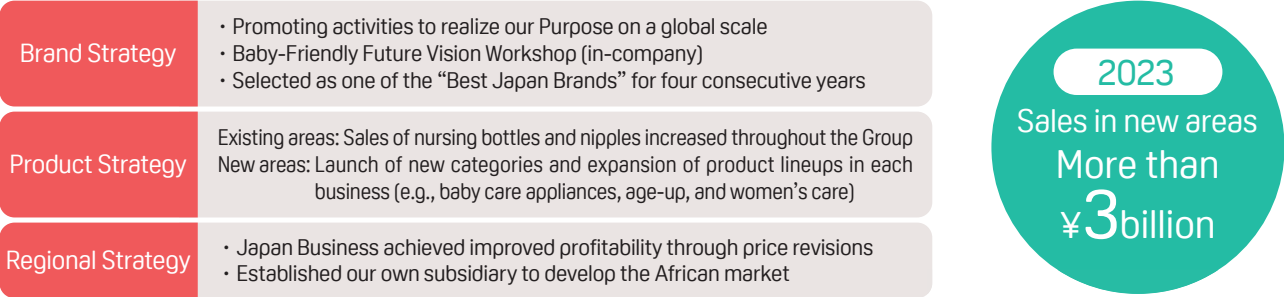 Brand Strategy
・Promoting activities to realize our Purpose on a global scale
・Baby-Friendly Future Vision Workshop (in-company)
・Selected as one of the “Best Japan Brands” for four consecutive years
Product Strategy
Existing areas: Sales of nursing bottles and nipples increased throughout the Group
New areas: Launch of new categories and expansion of product lineups in each
business (e.g., baby care appliances, age-up, and women’s care)
Regional Strategy
・Japan Business achieved improved profitability through price revisions
・Established our own subsidiary to develop the African market
2023
Sales in new areas
More than
¥3billion